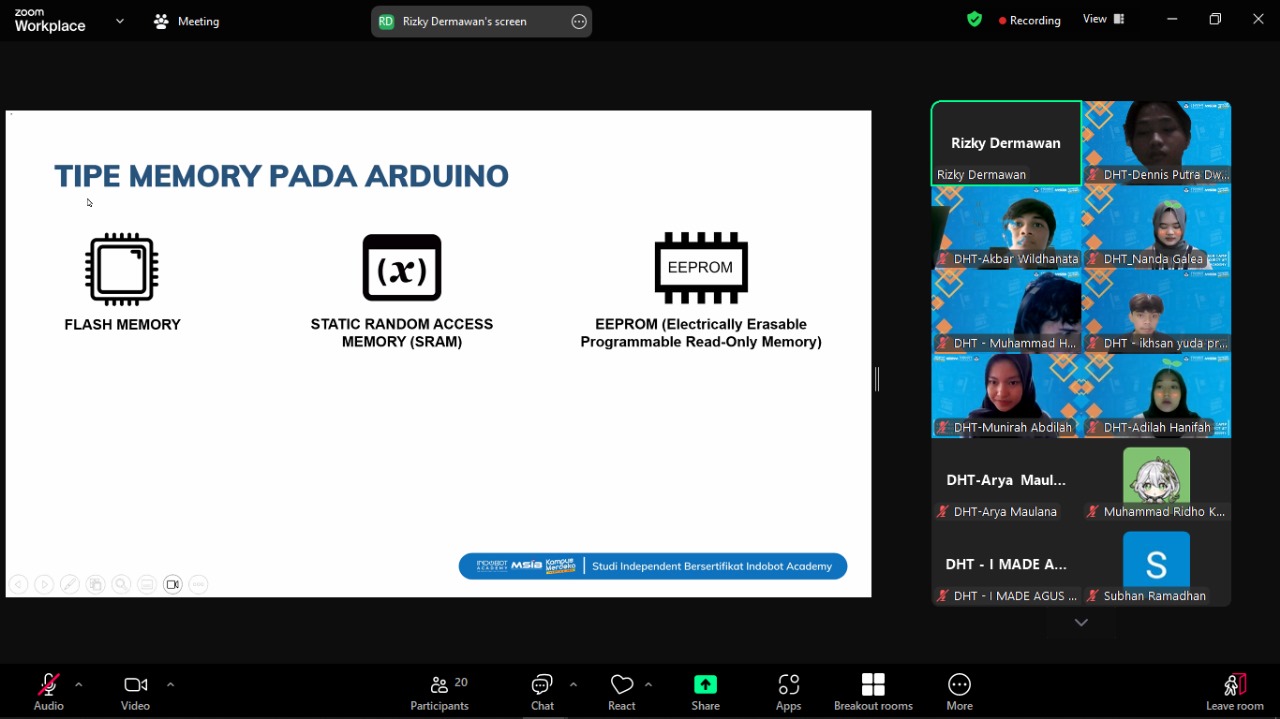 zoom
Workplace
Meeting
RD Rizky Dermawan's screen
Recording
View
TIPE MEMORY PADA ARDUINO
(x)
EEPROM
FLASH MEMORY
STATIC RANDOM ACCESS
MEMORY (SRAM)
EEPROM (Electrically Erasable
Programmable Read-Only Memory)
INDOBOT
ACADEMY
MSIB
Kampus
Merdeka
Studi Independent Bersertifikat Indobot Academy
Rizky Dermawan
Rizky Dermawan
DHT-Dennis Putra Dw...
DHT-Akbar Wildhanata
DHT_Nanda Galea
DHT - Muhammad H...
DHT - ikhsan yuda pr...
DHT-Munirah Abdilah
DHT-Adilah Hanifah
DHT-Arya Maul...
DHT-Arya Maulana
Muhammad Ridho K...
DHT - I MADE A...
DHT - I MADE AGUS ...
S
Subhan Ramadhan
Audio
Video
Participants
20
Chat
React
Share
Apps
Breakout rooms
More
Leave room